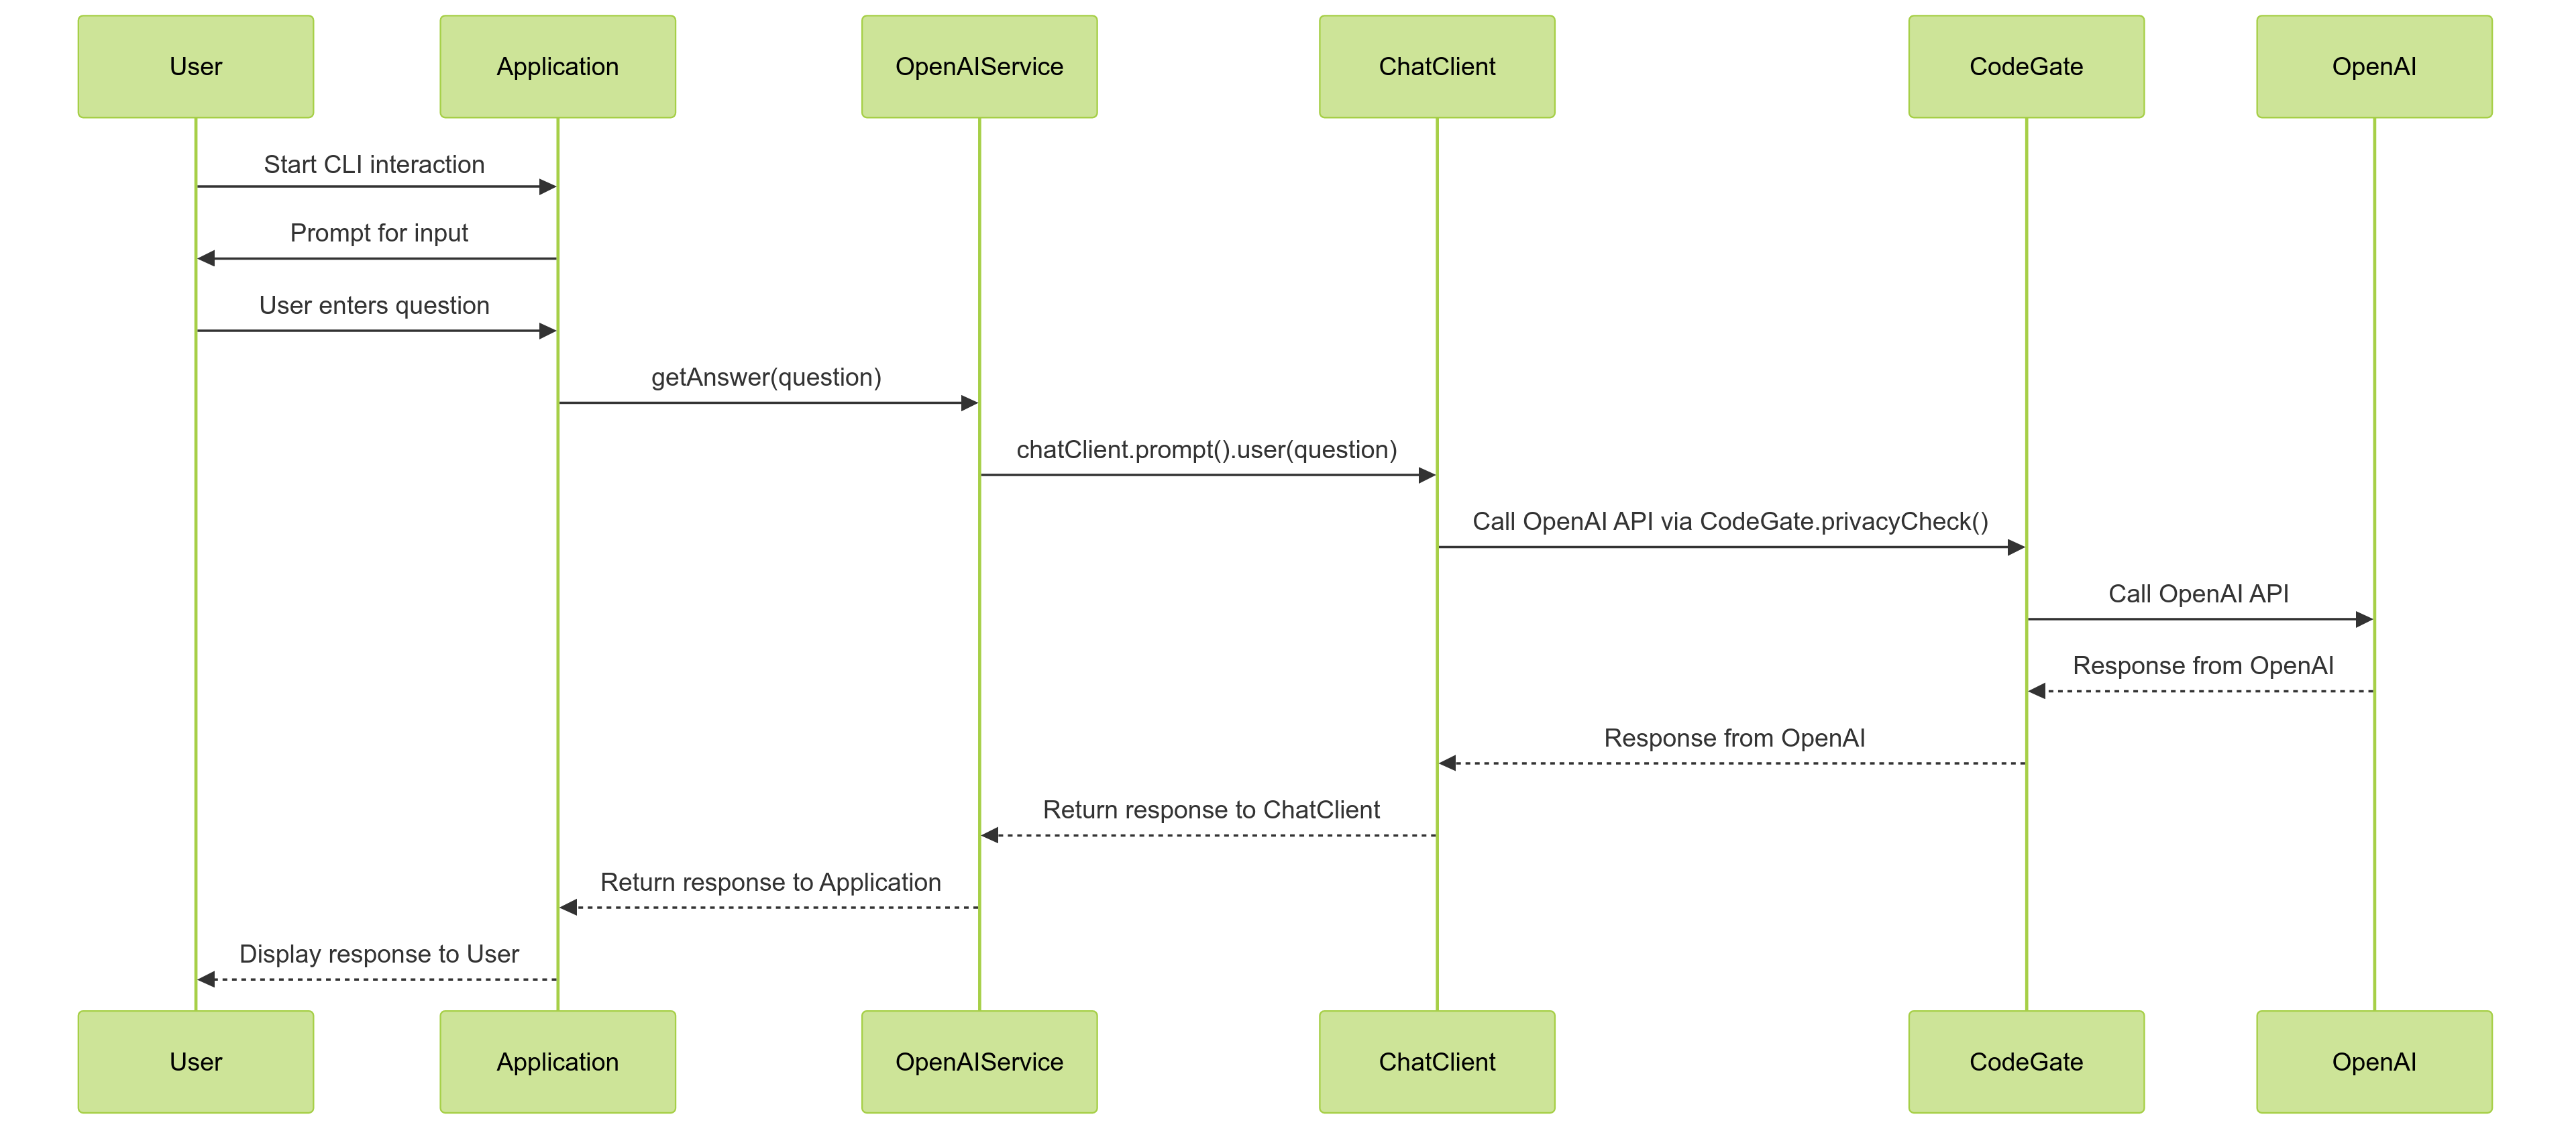 User
Application
OpenAIService
ChatClient
CodeGate
OpenAI
Start CLI interaction
Prompt for input
User enters question
getAnswer(question)
chatClient.prompt().user(question)
Call OpenAI API via CodeGate.privacyCheck()
Call OpenAI API
Response from OpenAI
Response from OpenAI
Return response to ChatClient
Return response to Application
Display response to User
User
Application
OpenAIService
ChatClient
CodeGate
OpenAI